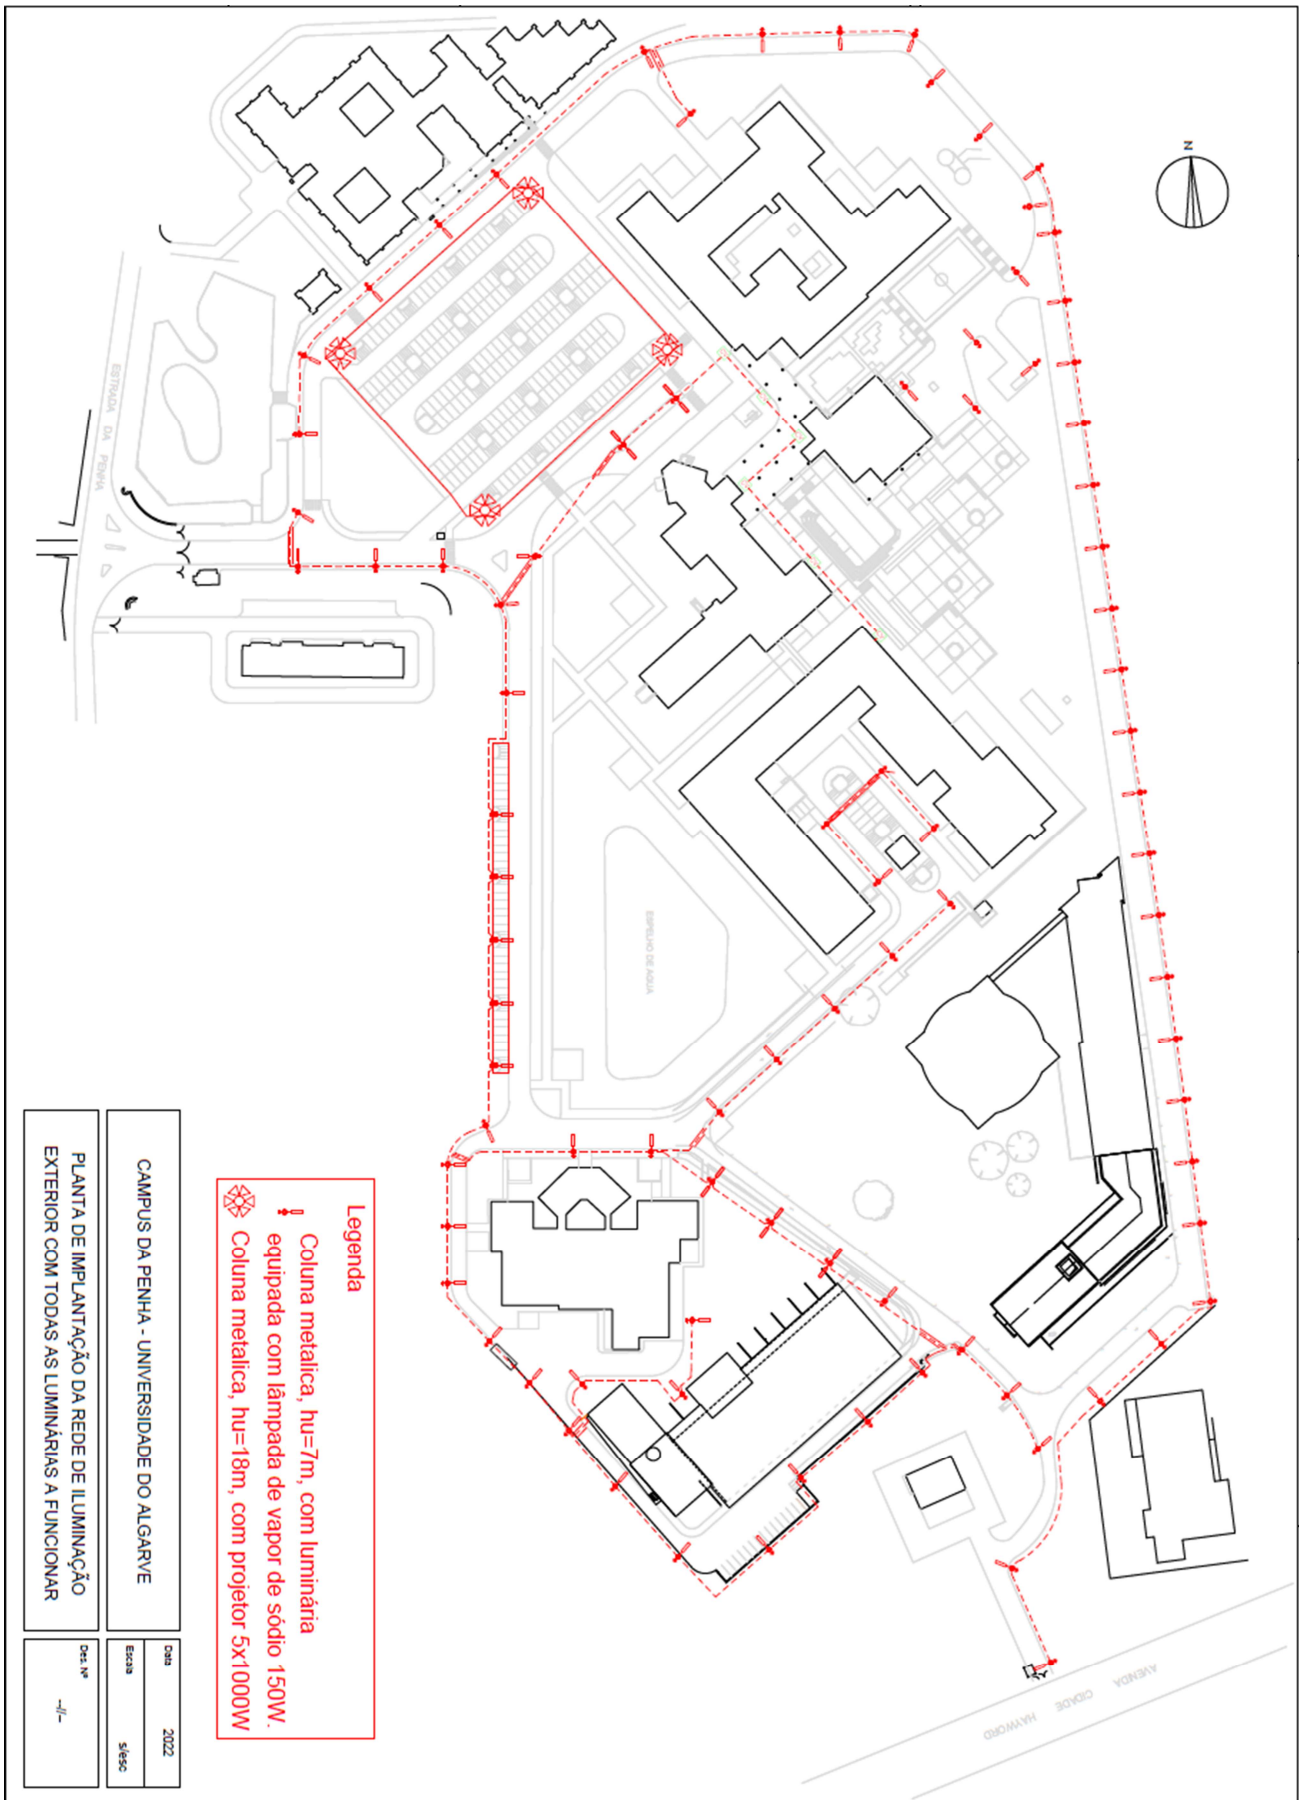 N
ESTRADA DA PENHA
ESPELHO DE AGUA
AVENIDA CIDADE HAYWORD
Legenda
Coluna metalica, hu=7m, com luminária
equipada com lâmpada de vapor de sódio 150W.
Coluna metalica, hu=18m, com projetor 5x1000W
CAMPUS DA PENHA - UNIVERSIDADE DO ALGARVE
Data
2022
Escala
s/esc
PLANTA DE IMPLANTAÇÃO DA REDE DE ILUMINAÇÃO
EXTERIOR COM TODAS AS LUMINÁRIAS A FUNCIONAR
Des. Nº
--//--